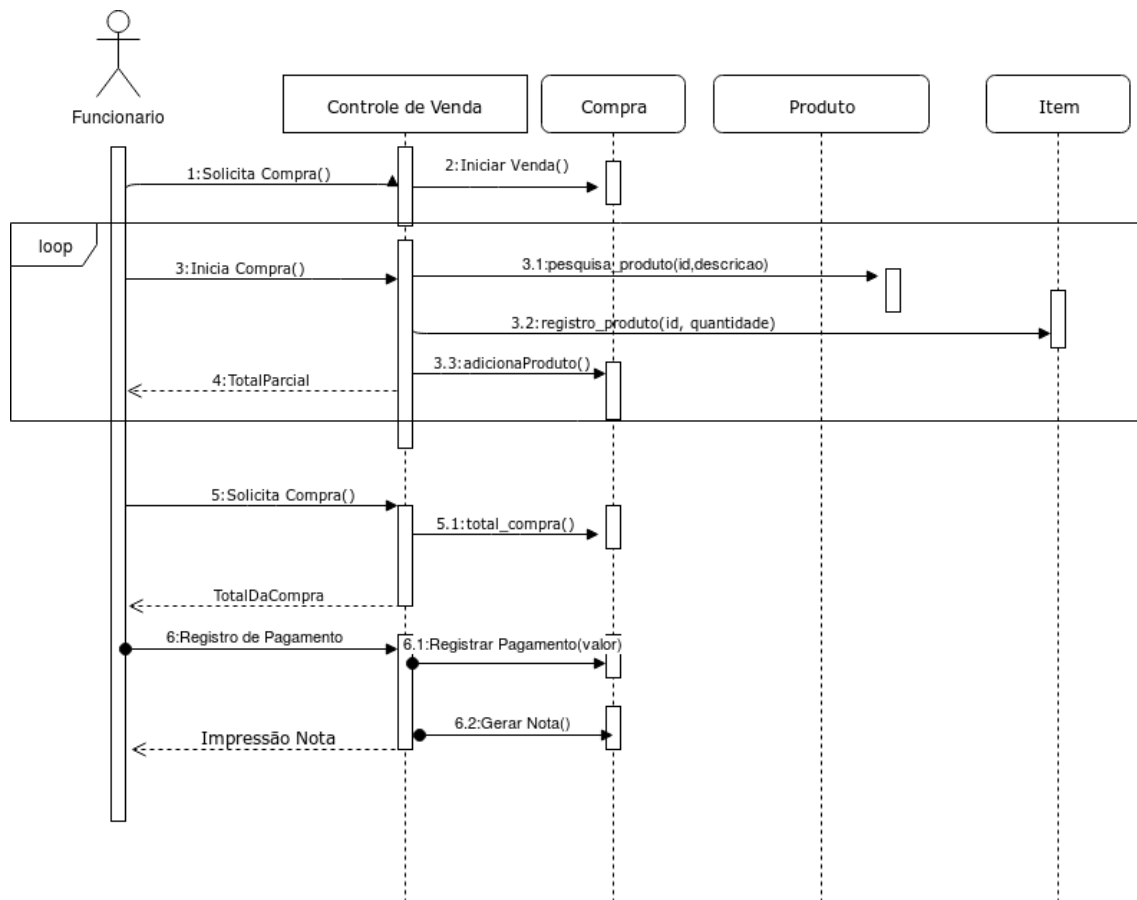 Funcionario
Controle de Venda
Compra
Produto
Item
1:Solicita Compra()
2:Iniciar Venda()
loop
3:Inicia Compra()
3.1:pesquisa_produto(id,descricao)
3.2:registro_produto(id, quantidade)
3.3:adicionaProduto()
4:TotalParcial
5:Solicita Compra()
5.1:total_compra()
TotalDaCompra
6:Registro de Pagamento
6.1:Registrar Pagamento(valor)
6.2:Gerar Nota()
Impressão Nota